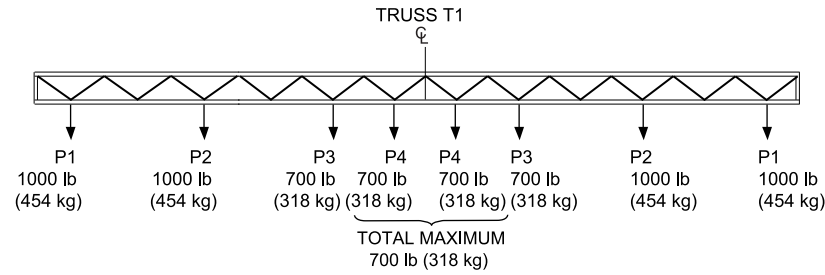 TRUSS T1
℄
P1 P2 P3 P4 P4 P3 P2 P1
1000 lb 1000 lb 700 lb 700 lb 700 lb 700 lb 1000 lb 1000 lb
(454 kg) (454 kg) (318 kg) (318 kg) (318 kg) (318 kg) (454 kg) (454 kg)
TOTAL MAXIMUM
700 lb (318 kg)